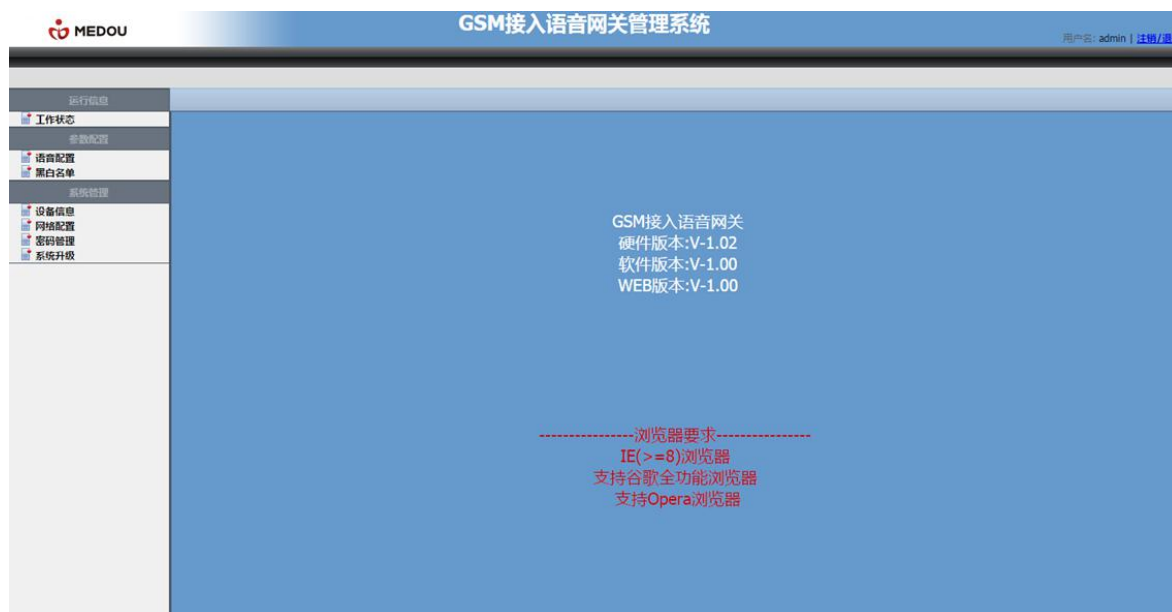 MEDOU
GSM接入语音网关管理系统
用户名: admin | 注销/退
运行信息
工作状态
参数配置
语音配置
黑白名单
系统管理
设备信息
网络配置
密码管理
系统升级
GSM接入语音网关
硬件版本:V-1.02
软件版本:V-1.00
WEB版本:V-1.00
----------------浏览器要求----------------
IE(>=8)浏览器
支持谷歌全功能浏览器
支持Opera浏览器